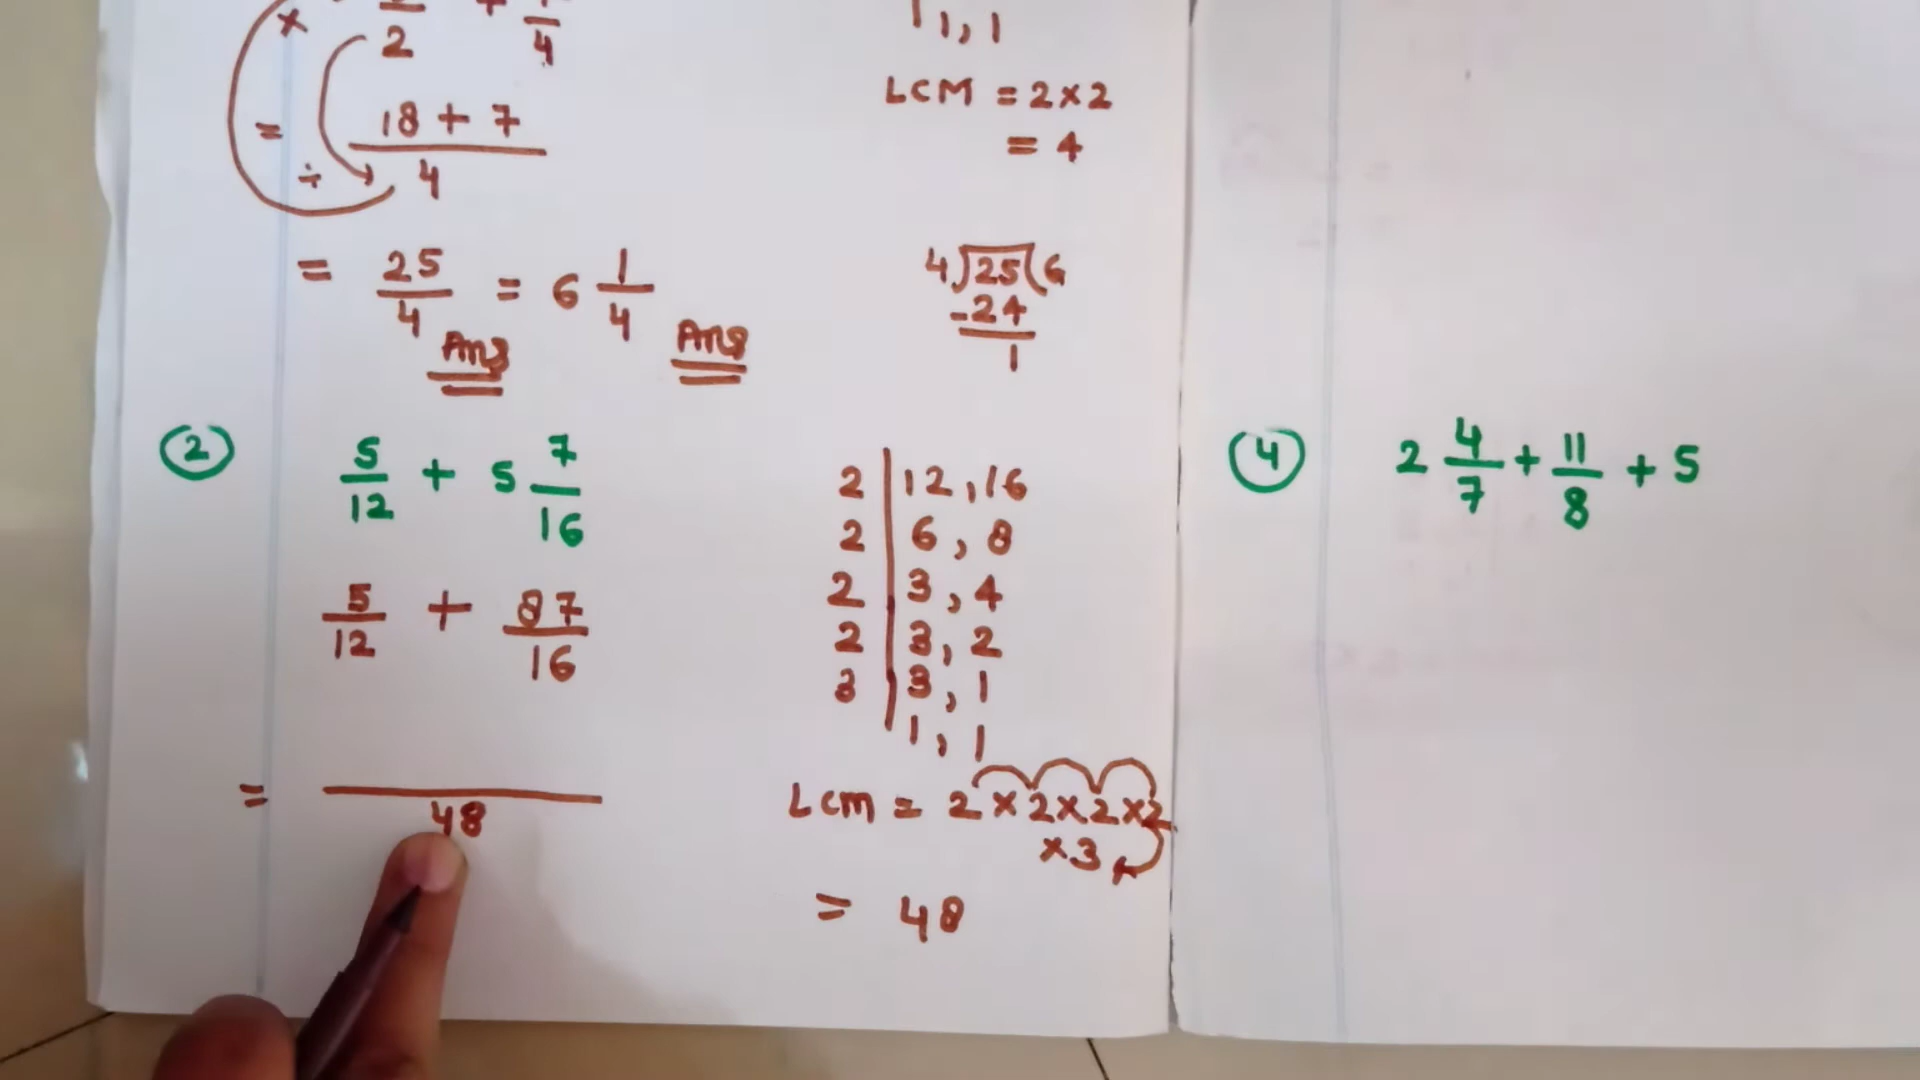 × 2 + 4
= 18 + 7 / 4
÷
= 25/4 = 6 1/4
Ans Ans
1, 1
LCM = 2×2
= 4
4)25(6
-24
1
② 5/12 + 5 7/16
5/12 + 87/16
= /48
2 | 12, 16
2 | 6, 8
2 | 3, 4
2 | 3, 2
3 | 3, 1
1, 1
Lcm = 2×2×2×2
×3
= 48
④ 2 4/7 + 11/8 + 5